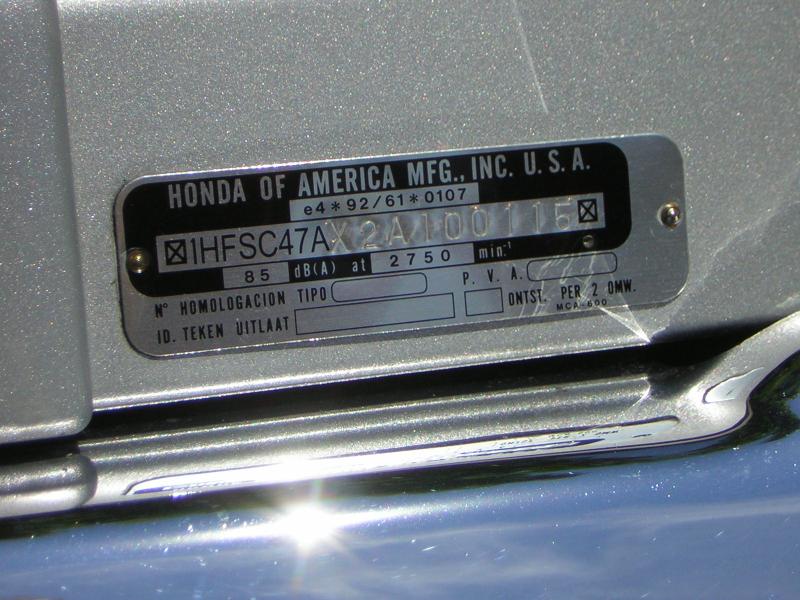 HONDA OF AMERICA MFG., INC. U.S.A.
e4*92/61*0107
1HFSC47AX2A100115
85 dB(A) at 2750 min.-1
Nº HOMOLOGACION TIPO P. V. A.
ID. TEKEN UITLAAT ONTST. PER 2 OMW.
MCA-600